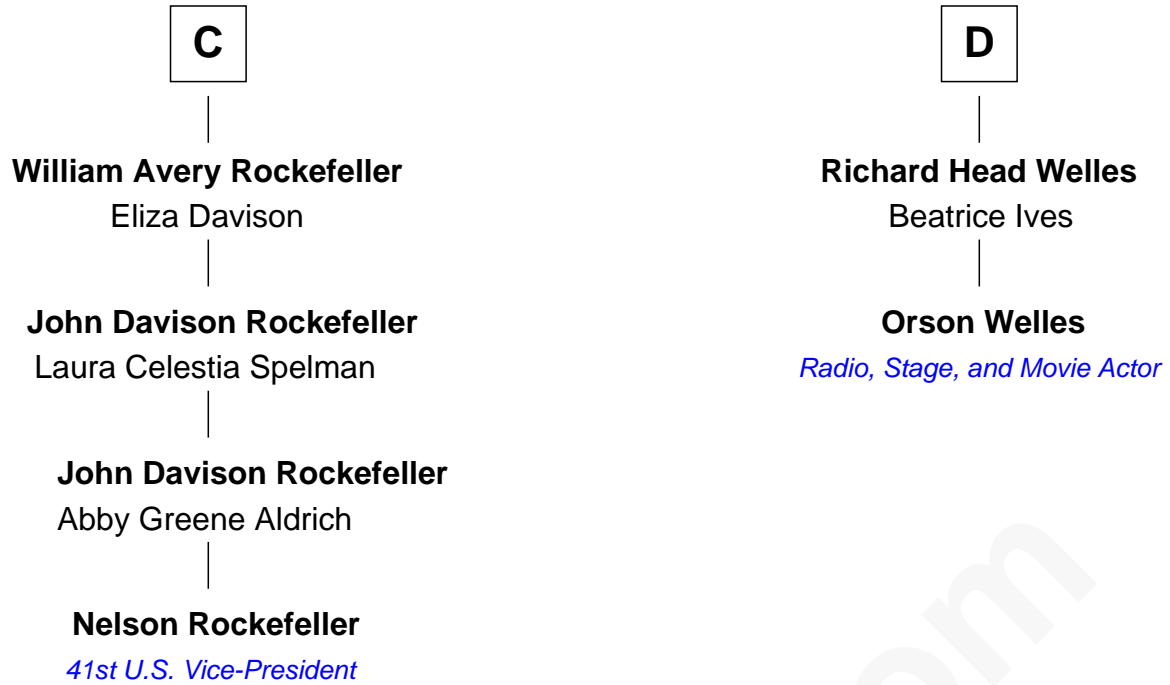 C
William Avery Rockefeller
Eliza Davison
John Davison Rockefeller
Laura Celestia Spelman
John Davison Rockefeller
Abby Greene Aldrich
Nelson Rockefeller
41st U.S. Vice-President
D
Richard Head Welles
Beatrice Ives
Orson Welles
Radio, Stage, and Movie Actor
om